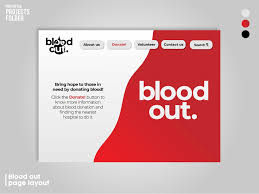 PROJECTS
FOLDER
blood
out.
About us
Donate!
Volunteer
Contact us
Search
Bring hope to those in
need by donating blood!
Click the Donate! button to
know more information
about blood donation and
finding the nearest
hospital to do it
blood
out.
Blood out
page layout